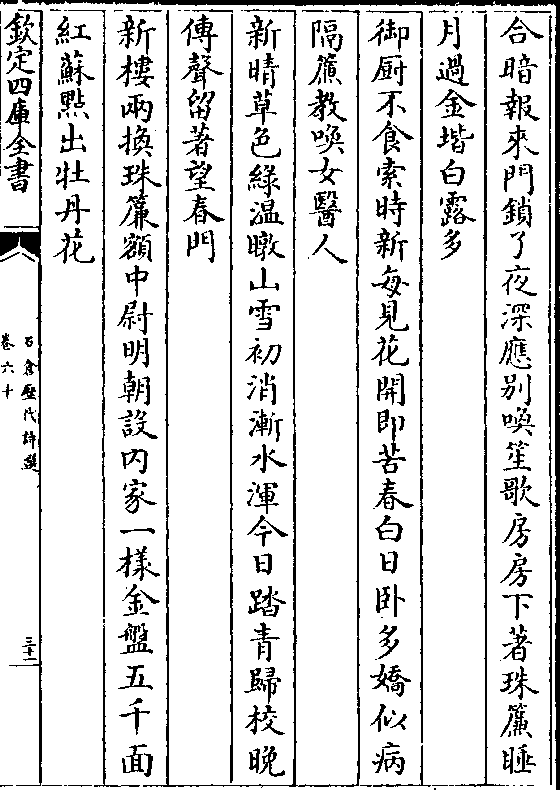 合暗報來門鎖了夜深應别喚笙歌房房下著珠簾睡
月過金堦白露多
御厨不食索時新每見花開即苦春白日卧多嬌似病
隔簾教喚女醫人
新晴草色綠溫暾山雪初消漸水渾今日踏青歸校晚
傳聲留著望春門
新樓兩換珠簾額中尉明朝設内家一様金盤五千面
紅蘇㸃出牡丹花
欽定四庫全書
石倉歴代詩選
卷六十
三十二